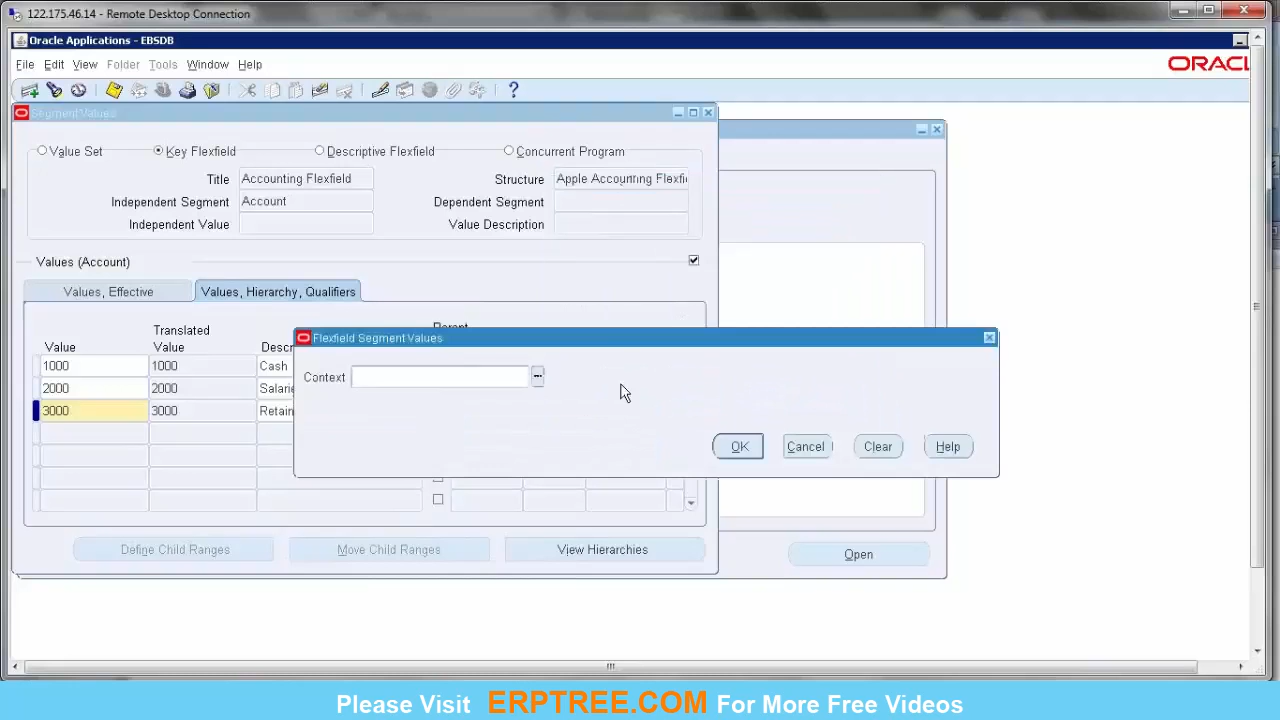 122.175.46.14 - Remote Desktop Connection
Oracle Applications - EBSDB
File Edit View Folder Tools Window Help
ORACL
Segment Values
Value Set Key Flexfield Descriptive Flexfield Concurrent Program
Title Accounting Flexfield Structure Apple Accounting Flexfi
Independent Segment Account Dependent Segment
Independent Value Value Description
Values (Account)
Values, Effective Values, Hierarchy, Qualifiers
Translated Parent
Value Value Descr
1000 1000 Cash
2000 2000 Salarie
3000 3000 Retain
Flexfield Segment Values
Context
OK Cancel Clear Help
Define Child Ranges Move Child Ranges View Hierarchies
Open
Please Visit ERPTREE.COM For More Free Videos